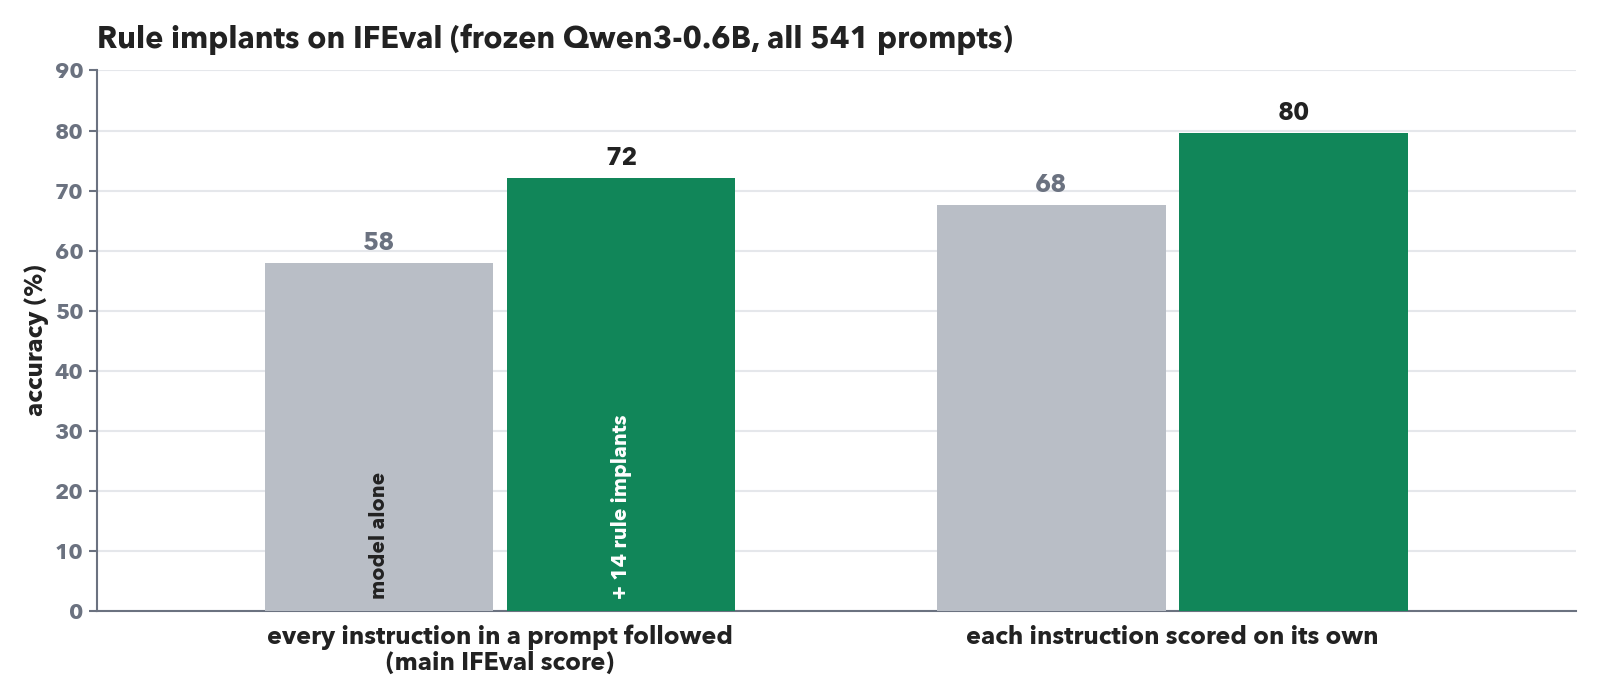 Rule implants on IFEval (frozen Qwen3-0.6B, all 541 prompts)
90
80
70
60
50
40
30
20
10
0
accuracy (%)
58
72
68
80
model alone
+ 14 rule implants
every instruction in a prompt followed
(main IFEval score)
each instruction scored on its own